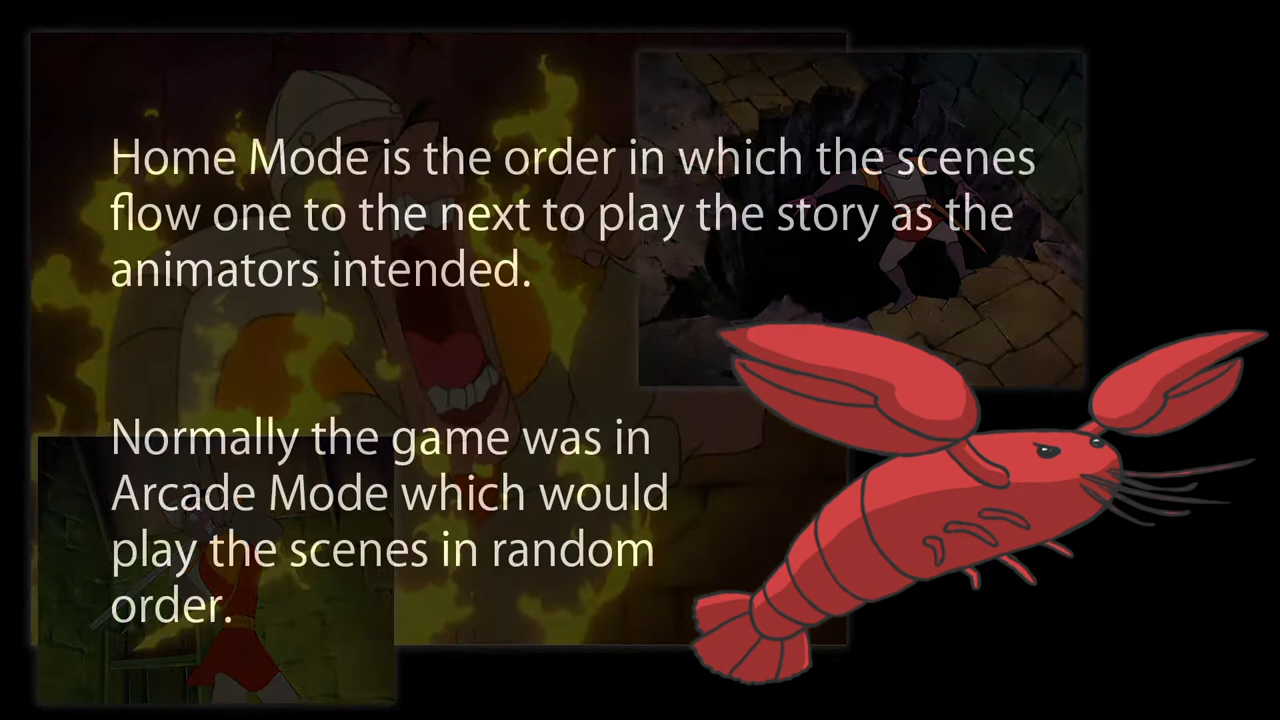 Home Mode is the order in which the scenes
flow one to the next to play the story as the
animators intended.
Normally the game was in
Arcade Mode which would
play the scenes in random
order.